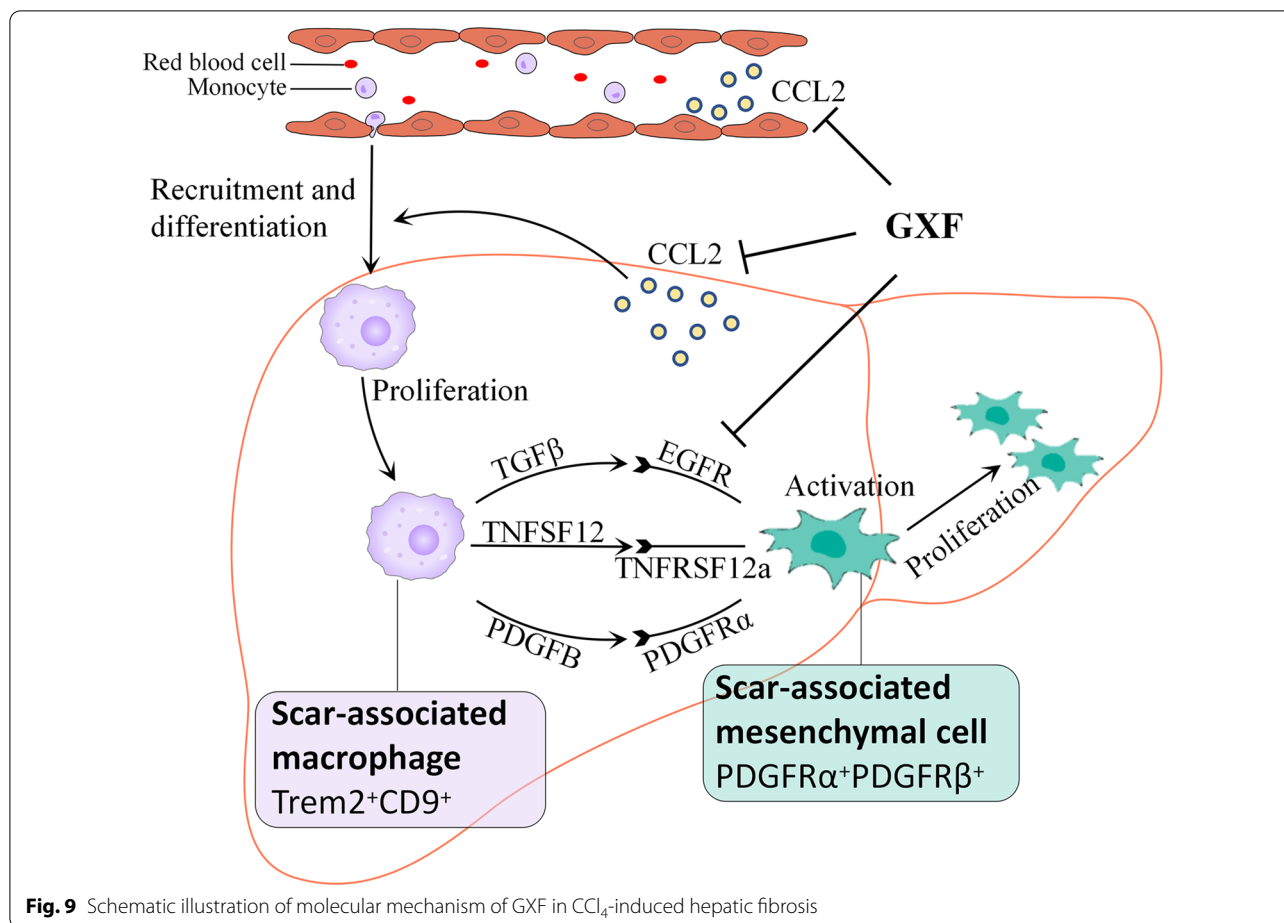 Red blood cell
Monocyte
CCL2
Recruitment and
differentiation
GXF
CCL2
Proliferation
TGFβ
EGFR
Activation
TNFSF12
TNFRSF12a
Proliferation
PDGFB
PDGFRα
Scar-associated
macrophage
Trem2⁺CD9⁺
Scar-associated
mesenchymal cell
PDGFRα⁺PDGFRβ⁺
Fig. 9 Schematic illustration of molecular mechanism of GXF in CCl₄-induced hepatic fibrosis